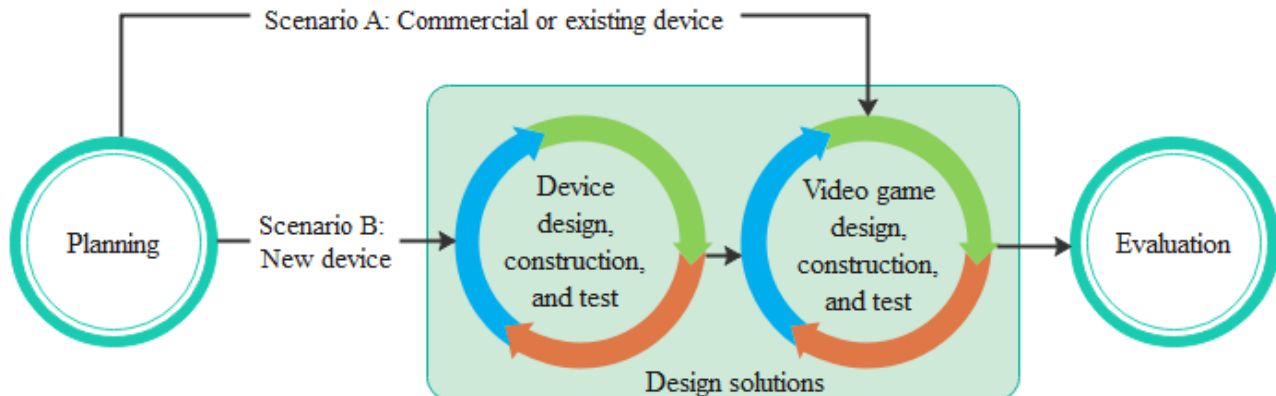 Scenario A: Commercial or existing device
Planning
Scenario B:
New device
Device
design,
construction,
and test
Video game
design,
construction,
and test
Evaluation
Design solutions